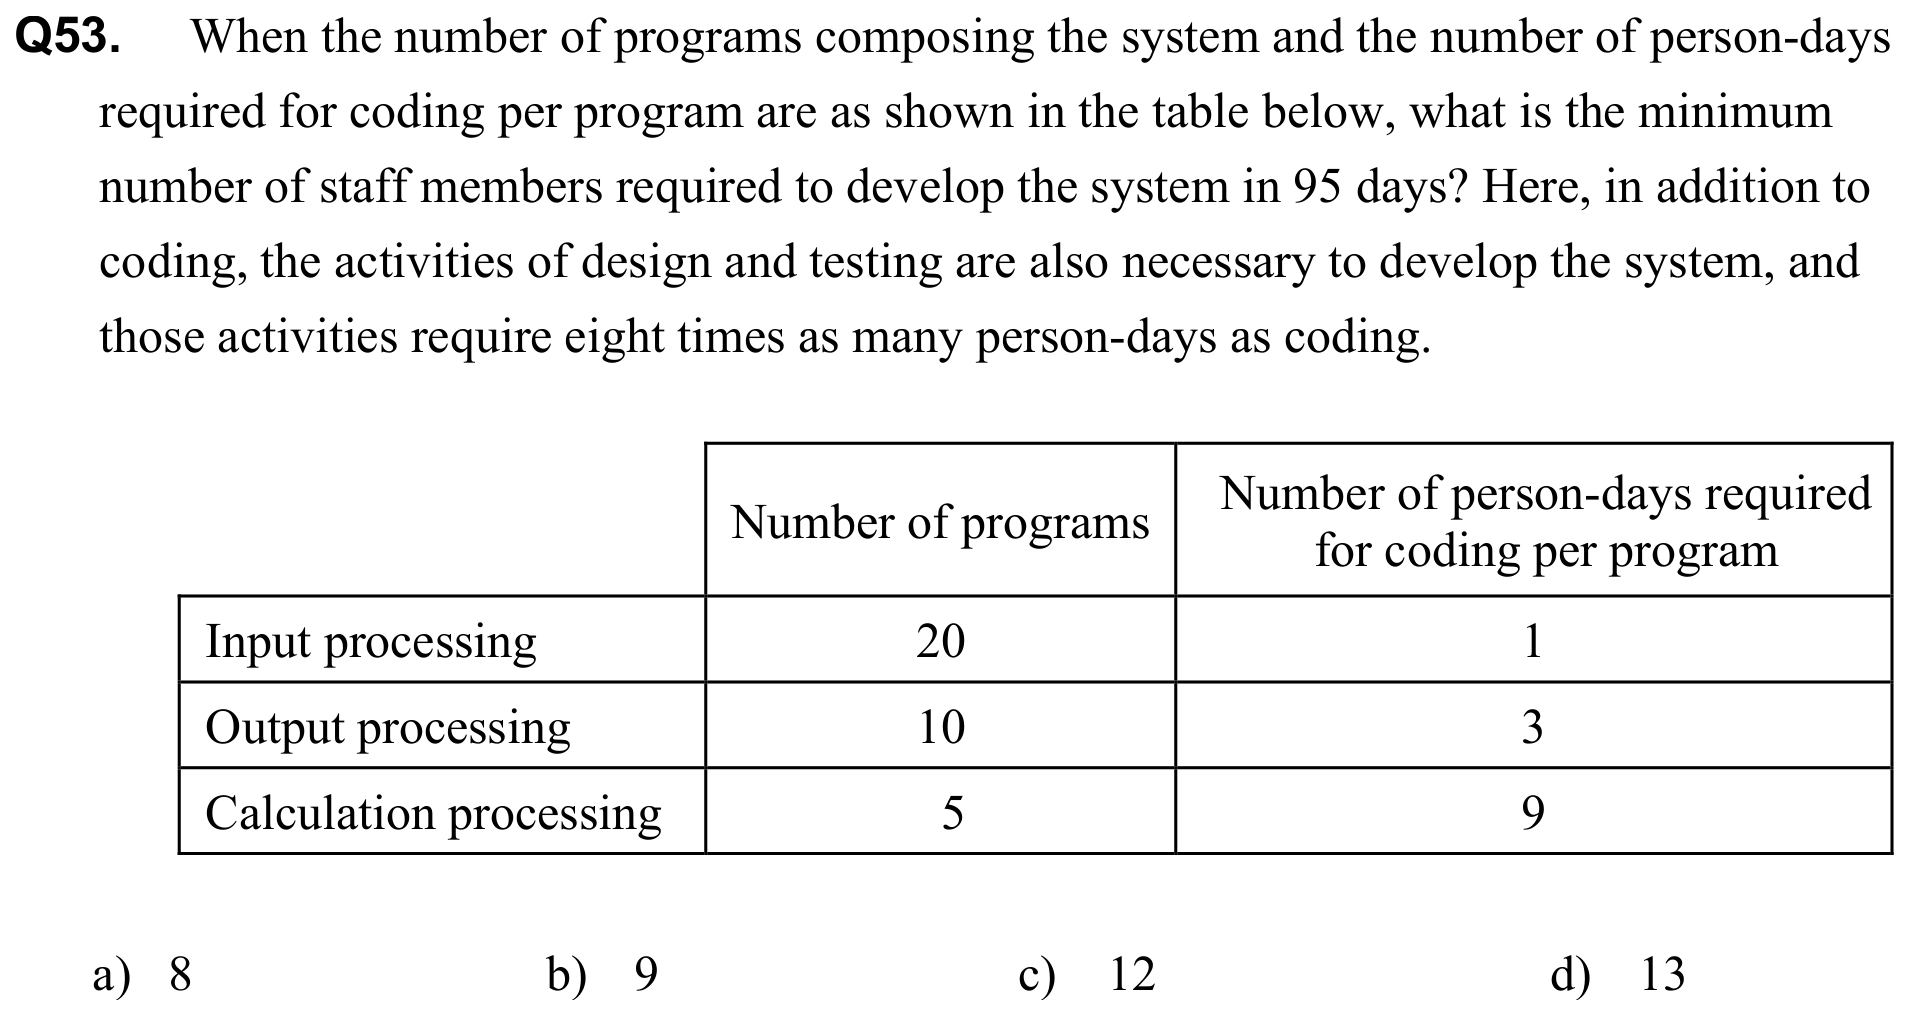 Q53. When the number of programs composing the system and the number of person-days
required for coding per program are as shown in the table below, what is the minimum
number of staff members required to develop the system in 95 days? Here, in addition to
coding, the activities of design and testing are also necessary to develop the system, and
those activities require eight times as many person-days as coding.
Number of programs
Number of person-days required
for coding per program
Input processing 20 1
Output processing 10 3
Calculation processing 5 9
a) 8 b) 9 c) 12 d) 13